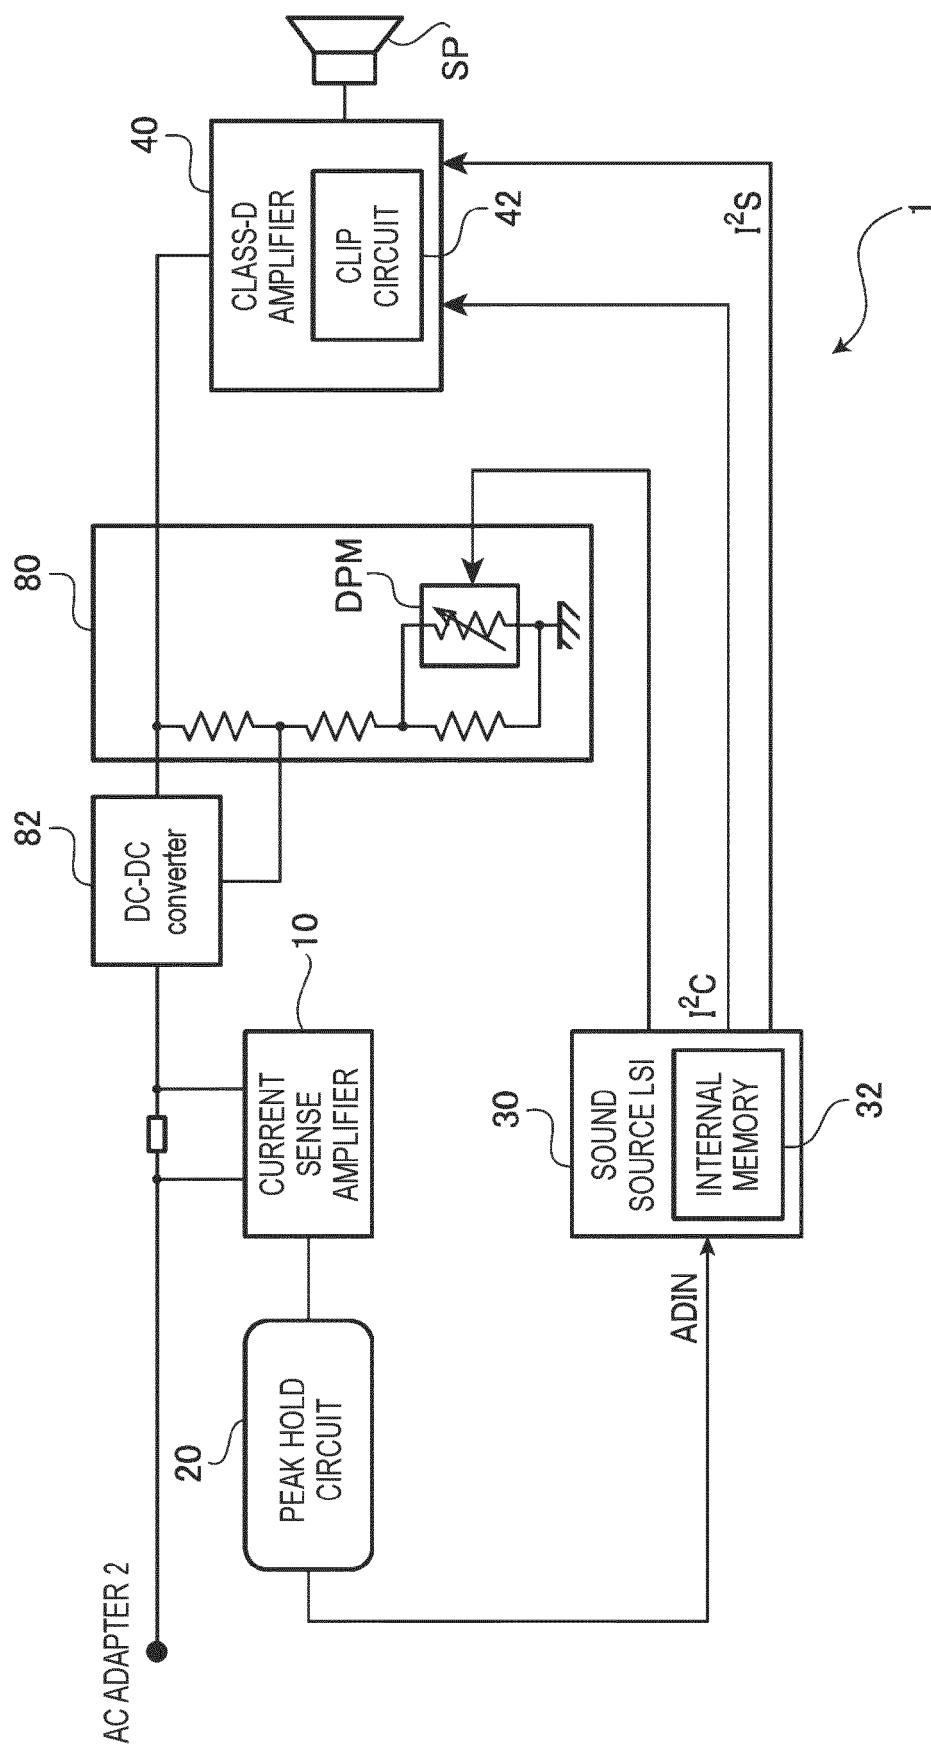 AC ADAPTER 2
82
DC-DC
converter
80
DPM
40
CLASS-D
AMPLIFIER
CLIP
CIRCUIT
42
SP
10
CURRENT
SENSE
AMPLIFIER
20
PEAK HOLD
CIRCUIT
ADIN
30
SOUND
SOURCE LSI
INTERNAL
MEMORY
32
I²C
I²S
1